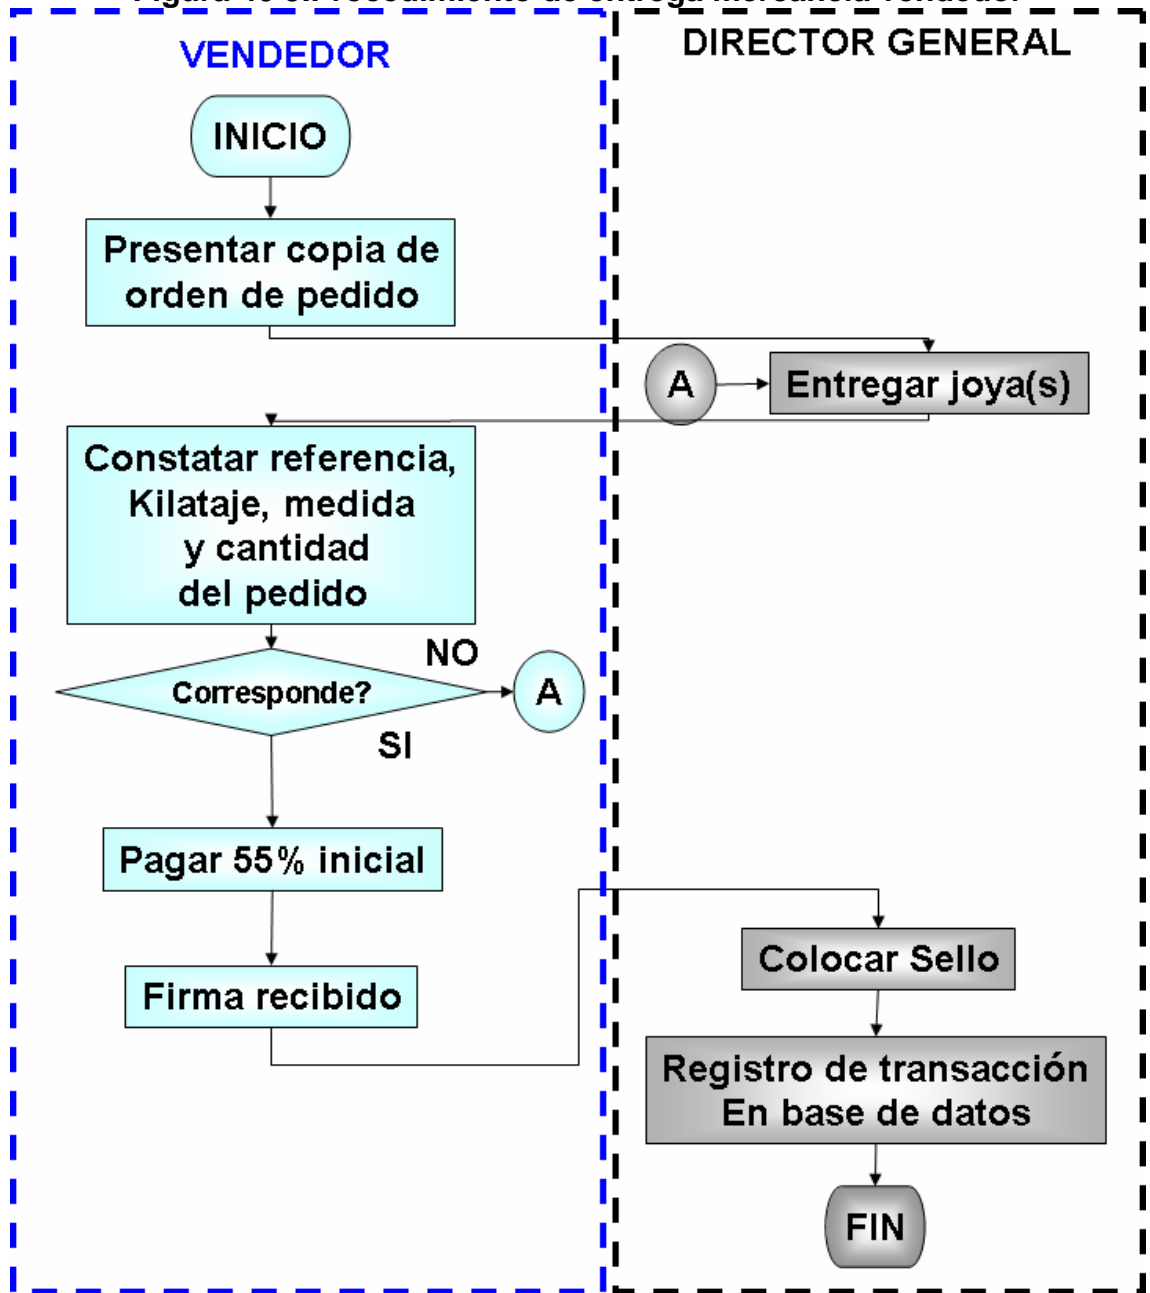 VENDEDOR
DIRECTOR GENERAL
INICIO
Presentar copia de
orden de pedido
A
Entregar joya(s)
Constatar referencia,
Kilataje, medida
y cantidad
del pedido
NO
Corresponde?
A
SI
Pagar 55% inicial
Colocar Sello
Firma recibido
Registro de transacción
En base de datos
FIN